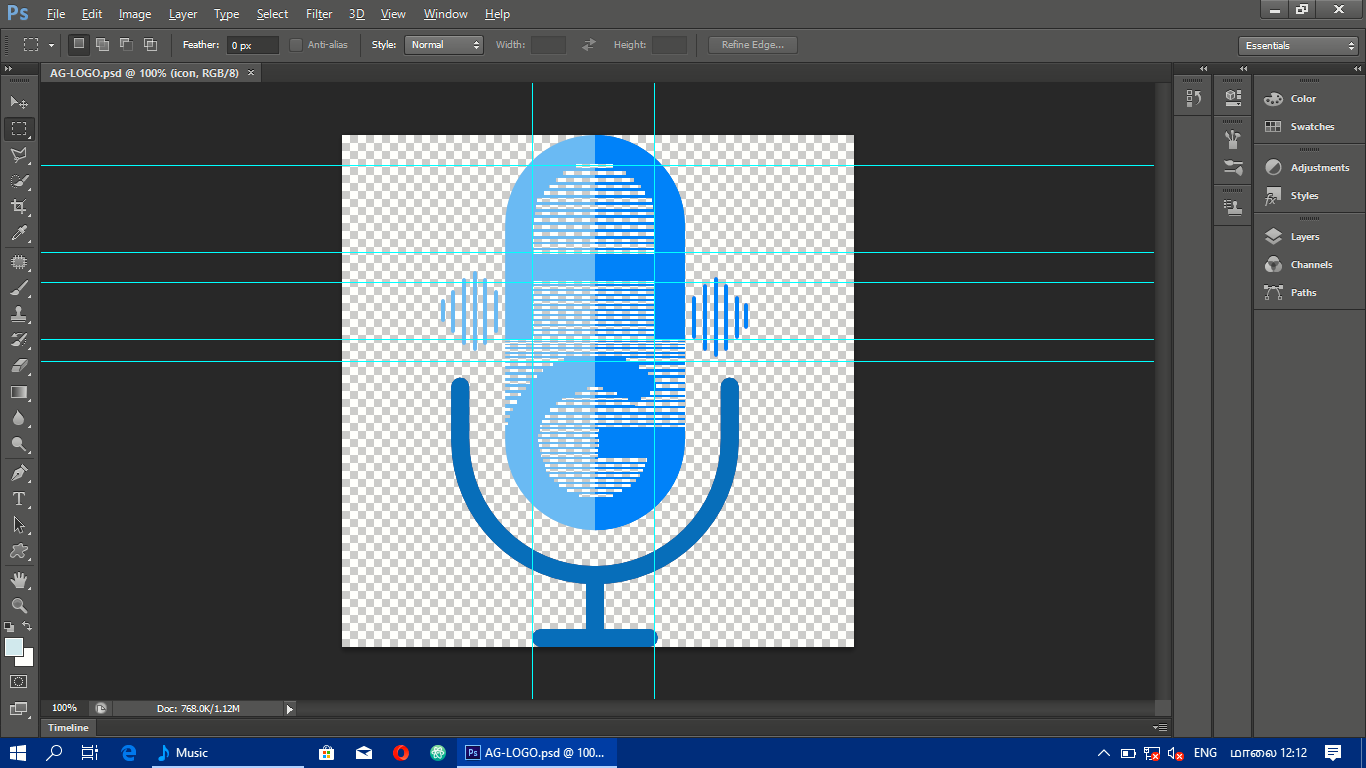 Ps File Edit Image Layer Type Select Filter 3D View Window Help
Feather: 0 px Anti-alias Style: Normal Width: Height: Refine Edge... Essentials
AG-LOGO.psd @ 100% (icon, RGB/8) ×
Color
Swatches
Adjustments
Styles
Layers
Channels
Paths
T
100% Doc: 768.0K/1.12M
Timeline
Music Ps AG-LOGO.psd @ 100... ENG மாலை 12:12